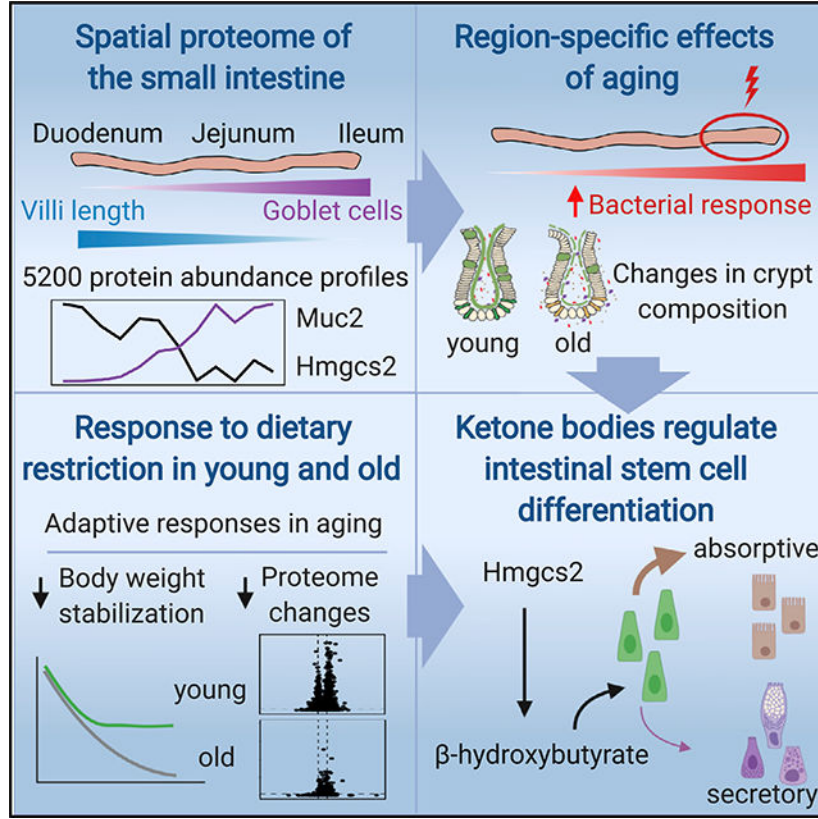 Spatial proteome of
the small intestine
Duodenum Jejunum Ileum
Villi length
Goblet cells
5200 protein abundance profiles
Muc2
Hmgcs2
Region-specific effects
of aging
Bacterial response
young
old
Changes in crypt
composition
Response to dietary
restriction in young and old
Adaptive responses in aging
Body weight
stabilization
Proteome
changes
young
old
Ketone bodies regulate
intestinal stem cell
differentiation
Hmgcs2
β-hydroxybutyrate
absorptive
secretory